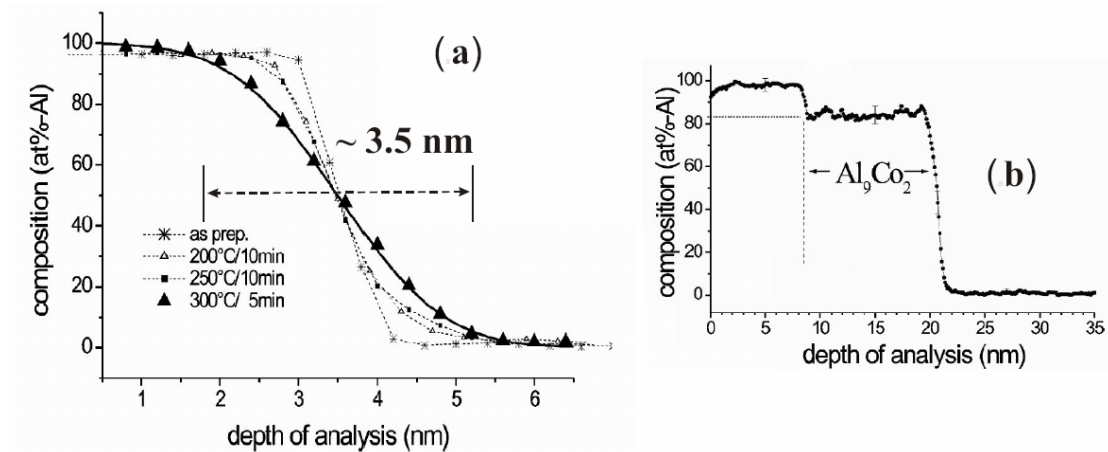 (a)
composition (at%-Al)
100
80
60
40
20
0
~ 3.5 nm
as prep.
200°C/10min
250°C/10min
300°C/ 5min
1 2 3 4 5 6
depth of analysis (nm)
(b)
composition (at%-Al)
100
80
60
40
20
0
Al₉Co₂
0 5 10 15 20 25 30 35
depth of analysis (nm)